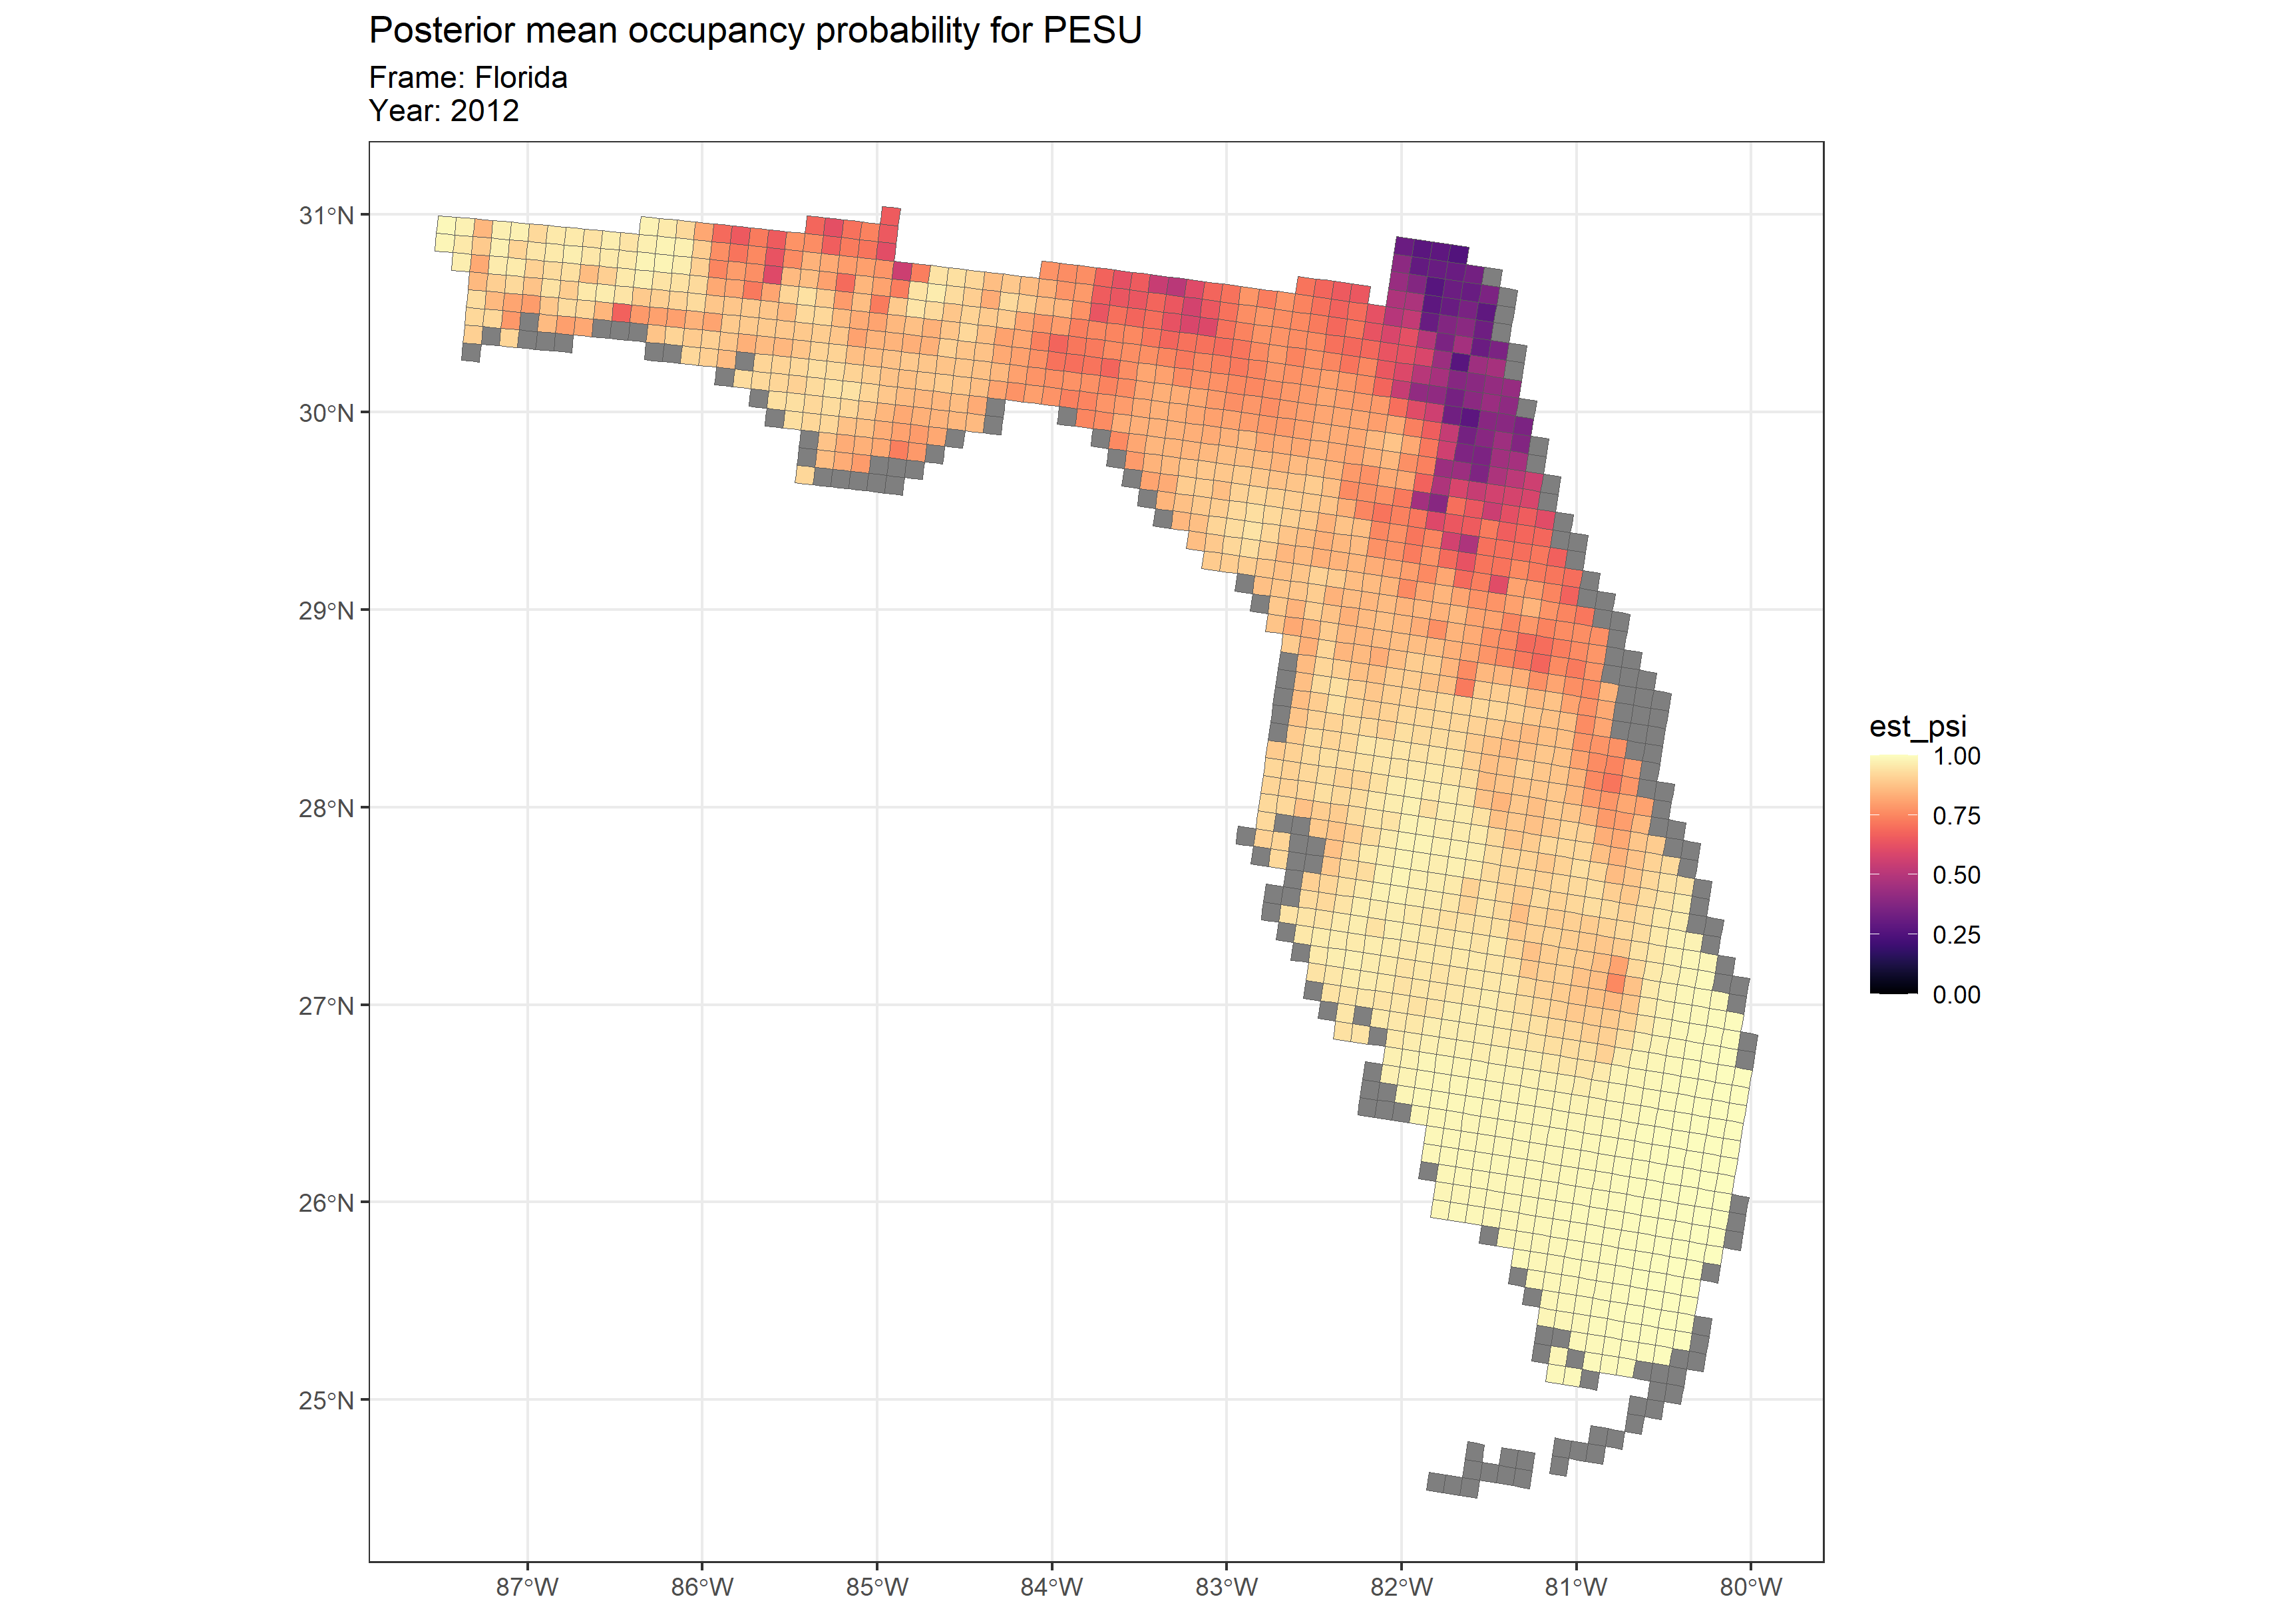 Posterior mean occupancy probability for PESU
Frame: Florida
Year: 2012
31°N
30°N
29°N
28°N
27°N
26°N
25°N
87°W
86°W
85°W
84°W
83°W
82°W
81°W
80°W
est_psi
1.00
0.75
0.50
0.25
0.00